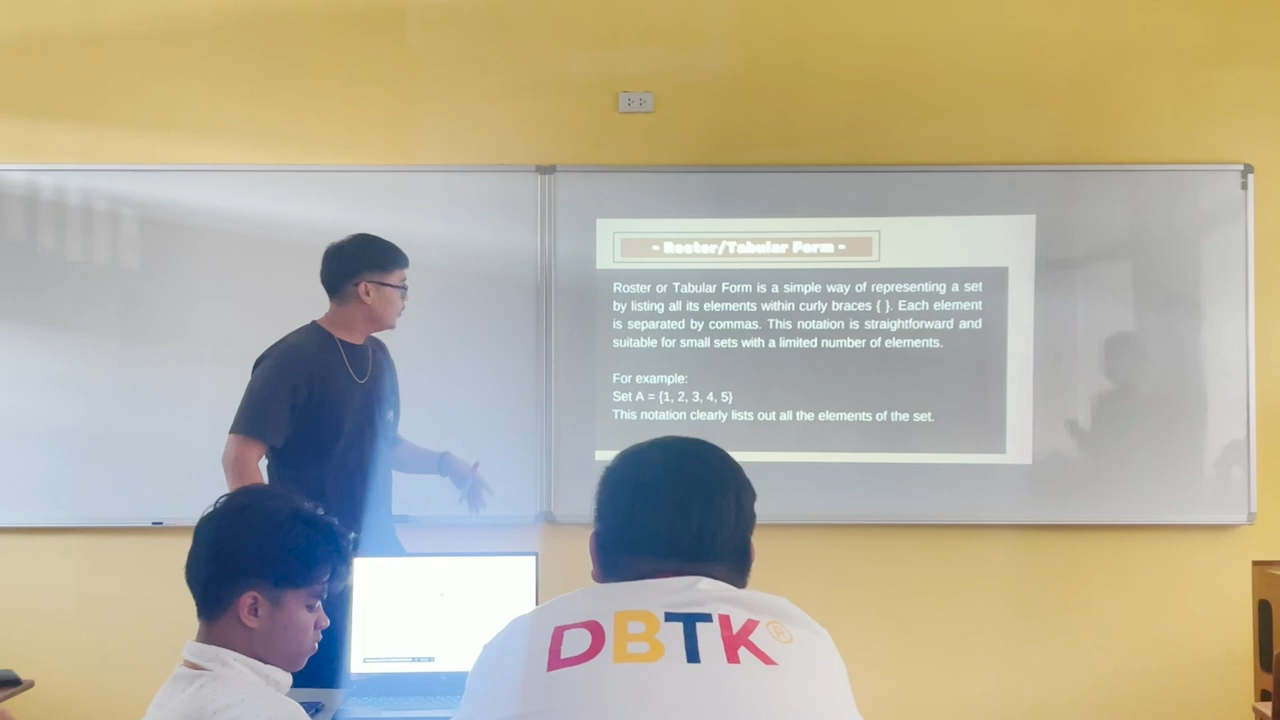 - Roster/Tabular Form -
Roster or Tabular Form is a simple way of representing a set
by listing all its elements within curly braces { }. Each element
is separated by commas. This notation is straightforward and
suitable for small sets with a limited number of elements.
For example:
Set A = {1, 2, 3, 4, 5}
This notation clearly lists out all the elements of the set.
DBTK®